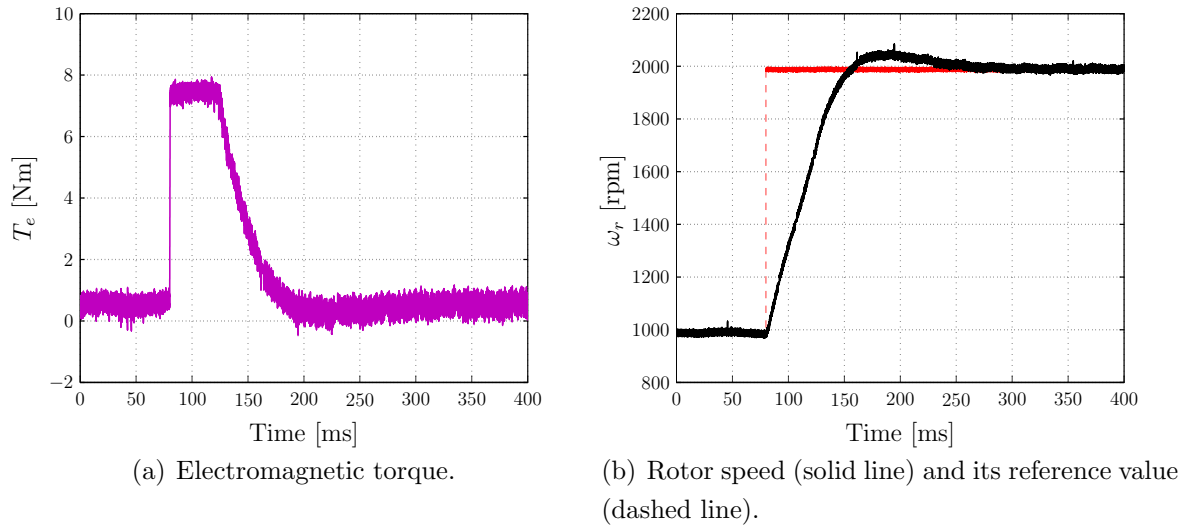 10
8
6
4
2
0
−2
T_e [Nm]
0 50 100 150 200 250 300 350 400
Time [ms]
(a) Electromagnetic torque.
2200
2000
1800
1600
1400
1200
1000
800
ω_r [rpm]
0 50 100 150 200 250 300 350 400
Time [ms]
(b) Rotor speed (solid line) and its reference value
(dashed line).